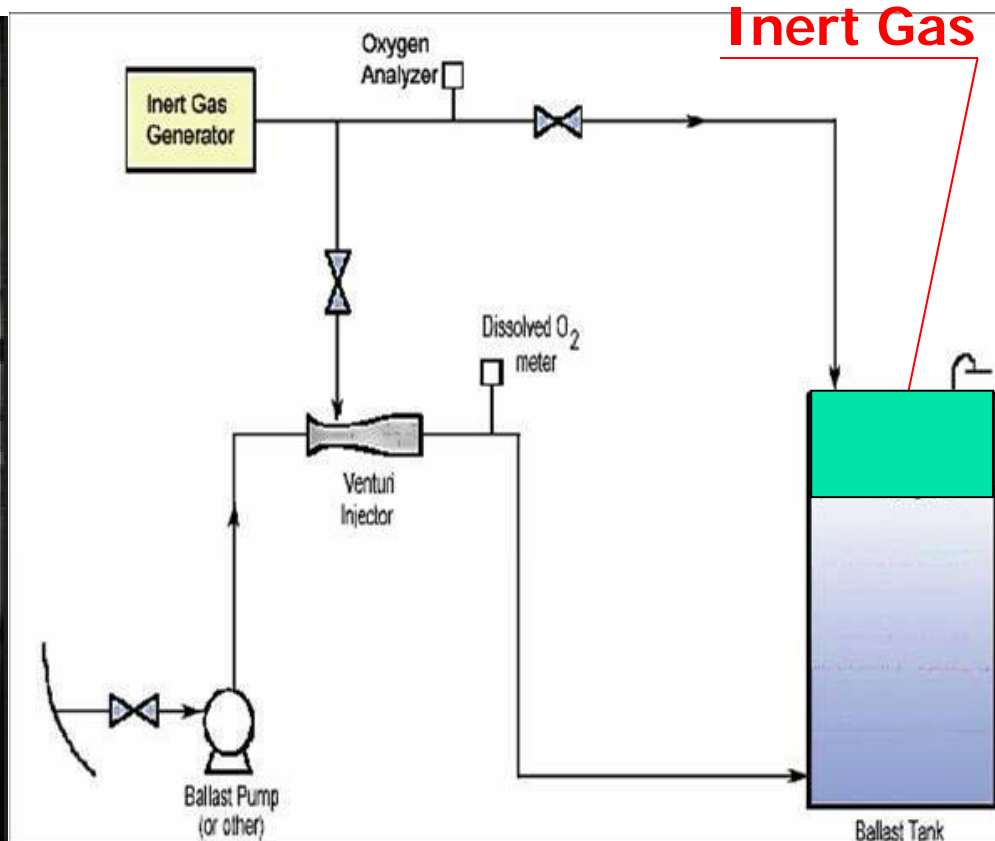 Inert Gas
Oxygen
Analyzer
Inert Gas
Generator
Dissolved O2
meter
Venturi
Injector
Ballast Pump
(or other)
Ballast Tank